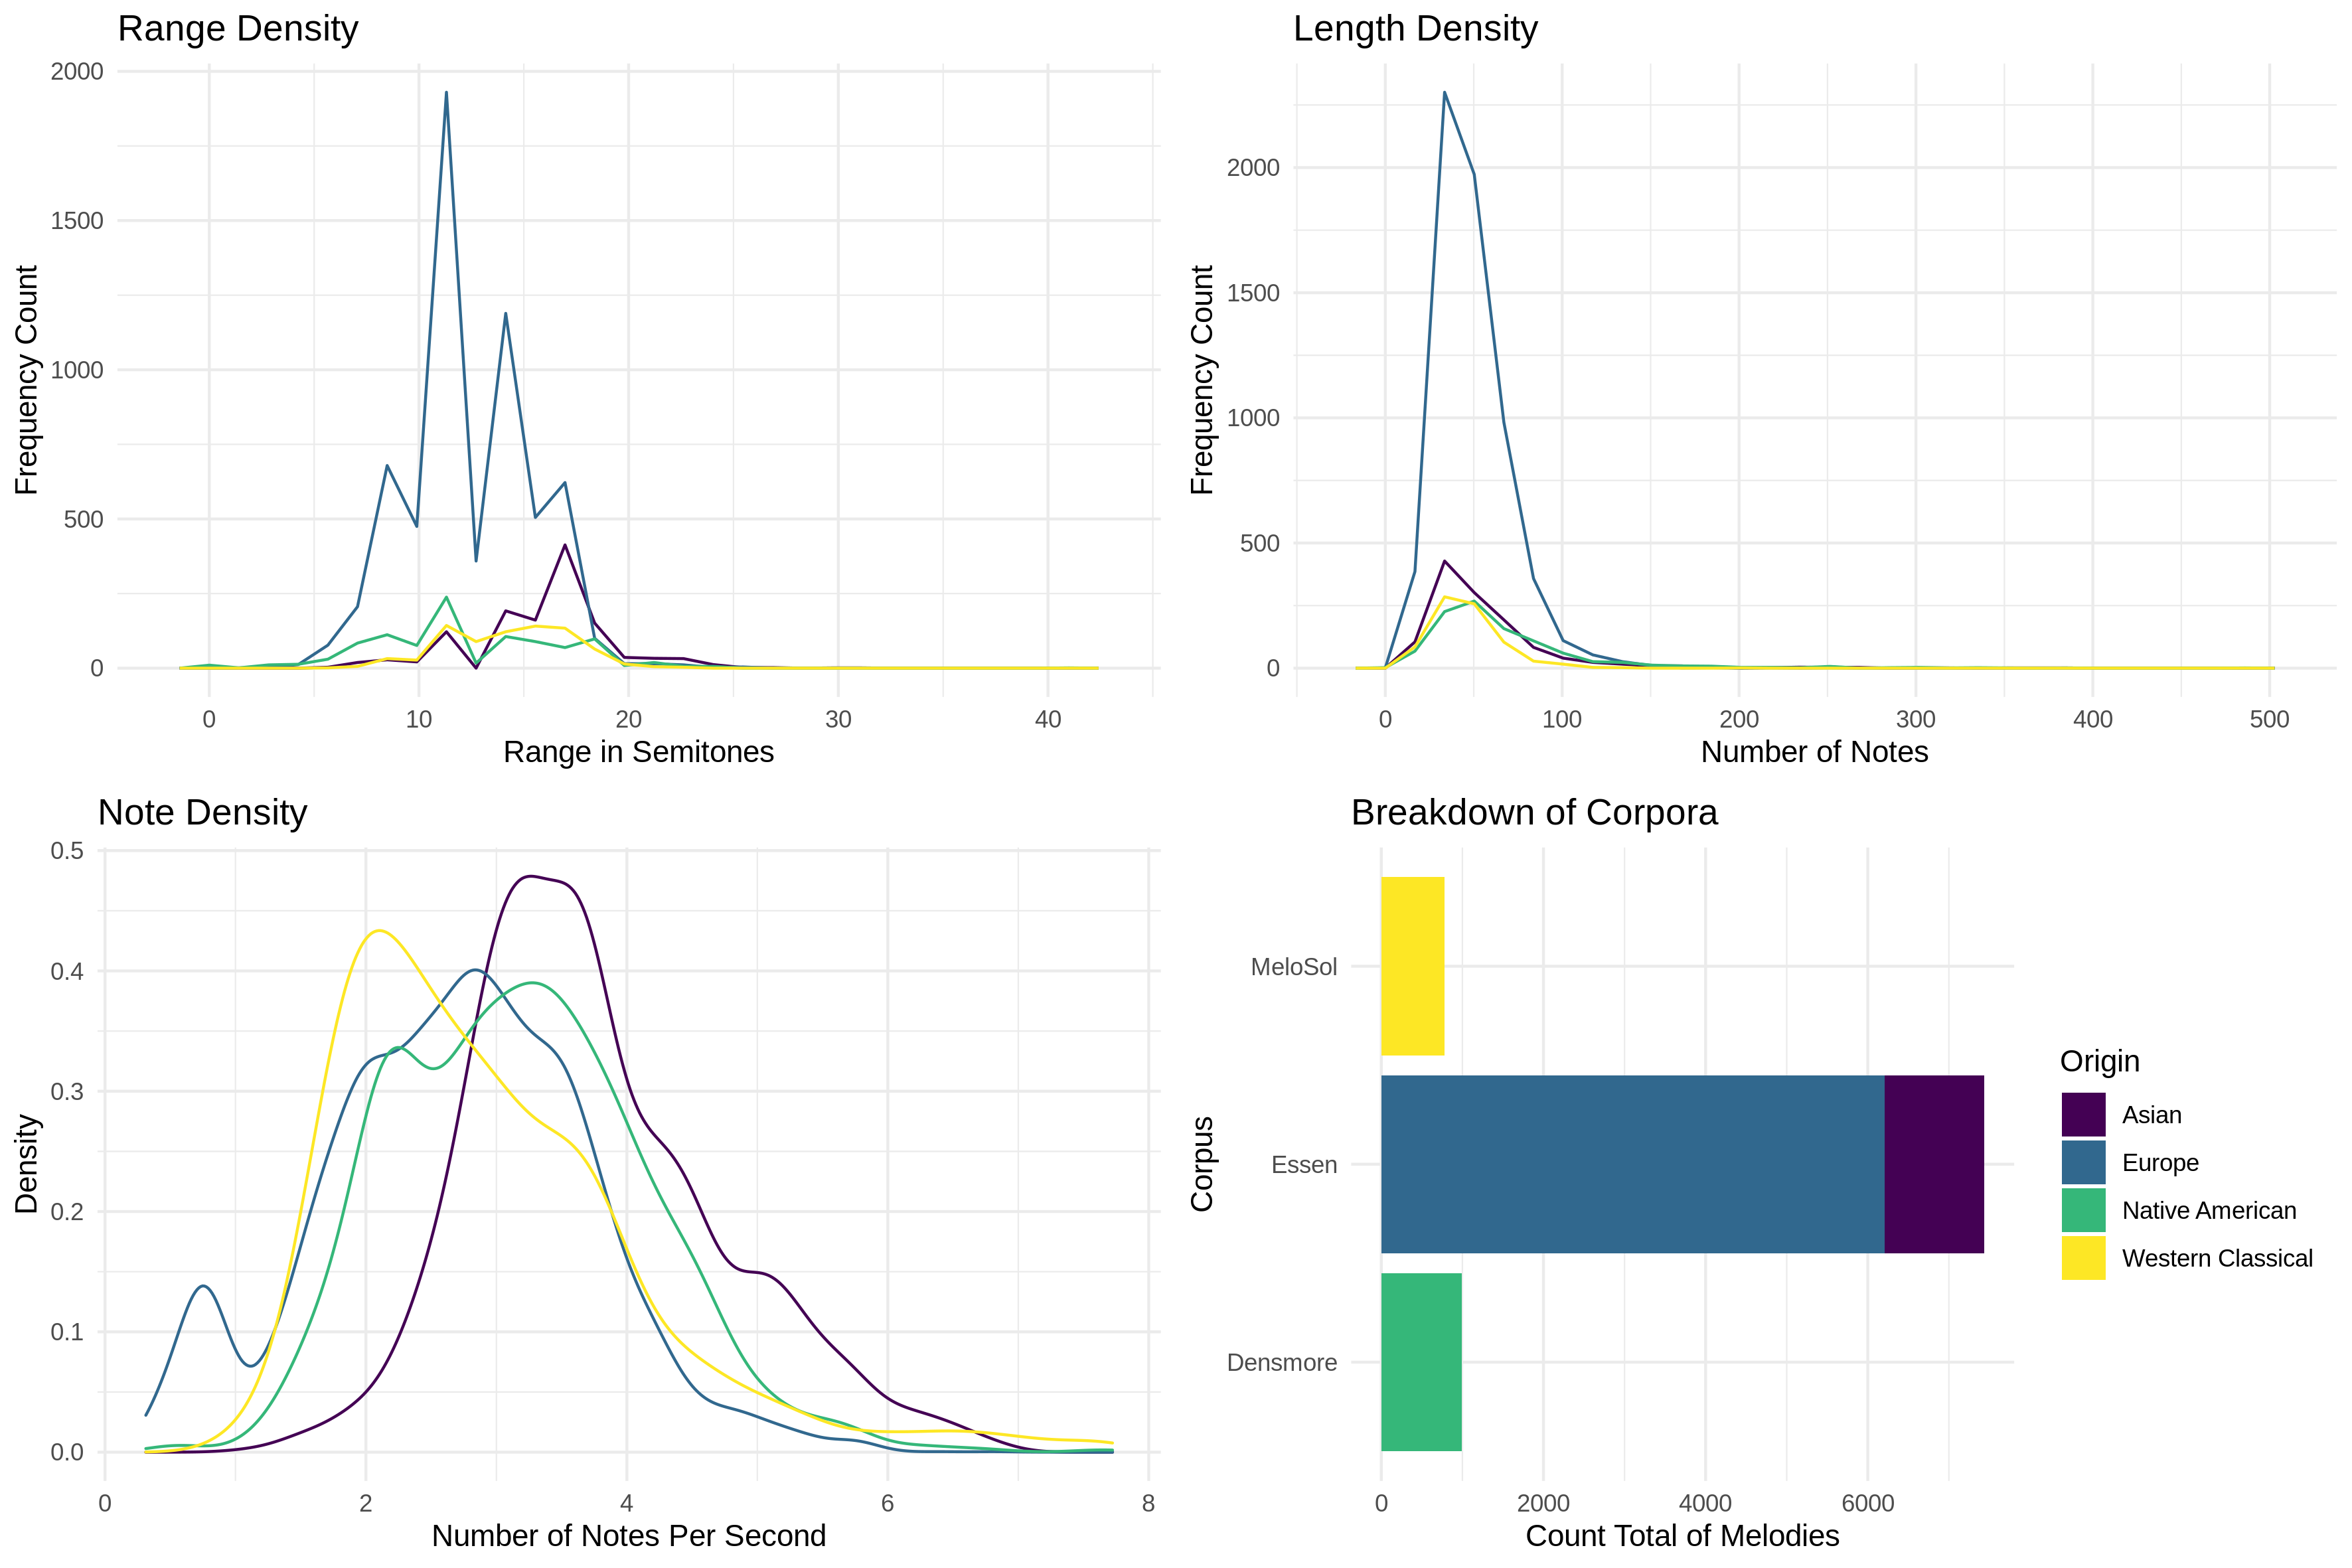 Range Density
2000
1500
1000
500
0
0 10 20 30 40
Frequency Count
Range in Semitones
Length Density
2000
1500
1000
500
0
0 100 200 300 400 500
Frequency Count
Number of Notes
Note Density
0.5
0.4
0.3
0.2
0.1
0.0
0 2 4 6 8
Density
Number of Notes Per Second
Breakdown of Corpora
MeloSol
Essen
Densmore
0 2000 4000 6000
Corpus
Count Total of Melodies
Origin
Asian
Europe
Native American
Western Classical